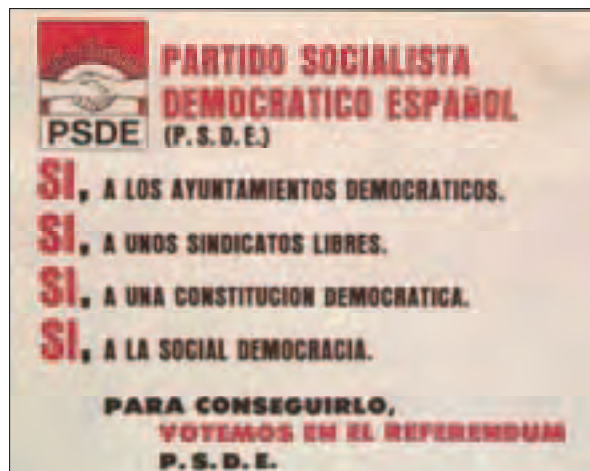 PARTIDO SOCIALISTA
DEMOCRATICO ESPAÑOL
PSDE (P.S.D.E.)
SI, A LOS AYUNTAMIENTOS DEMOCRATICOS.
SI, A UNOS SINDICATOS LIBRES.
SI, A UNA CONSTITUCION DEMOCRATICA.
SI, A LA SOCIAL DEMOCRACIA.
PARA CONSEGUIRLO,
VOTEMOS EN EL REFERENDUM
P.S.D.E.